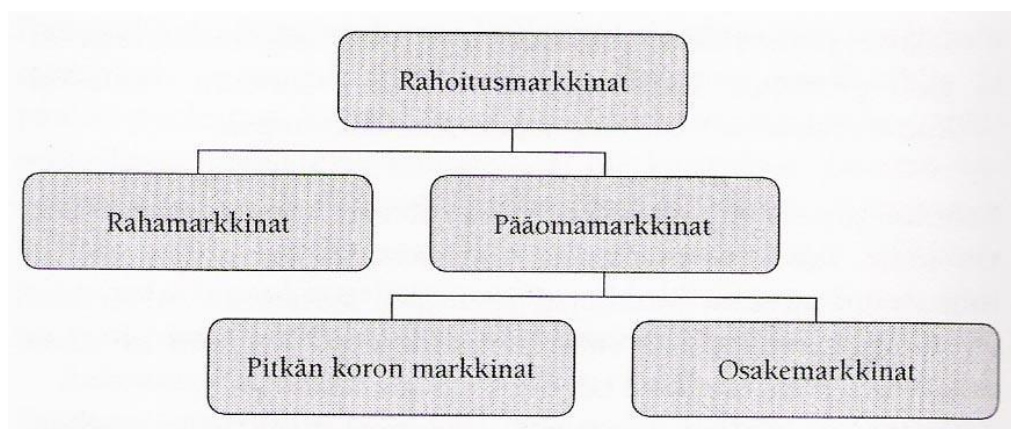 Rahoitusmarkkinat
Rahamarkkinat
Pääomamarkkinat
Pitkän koron markkinat
Osakemarkkinat